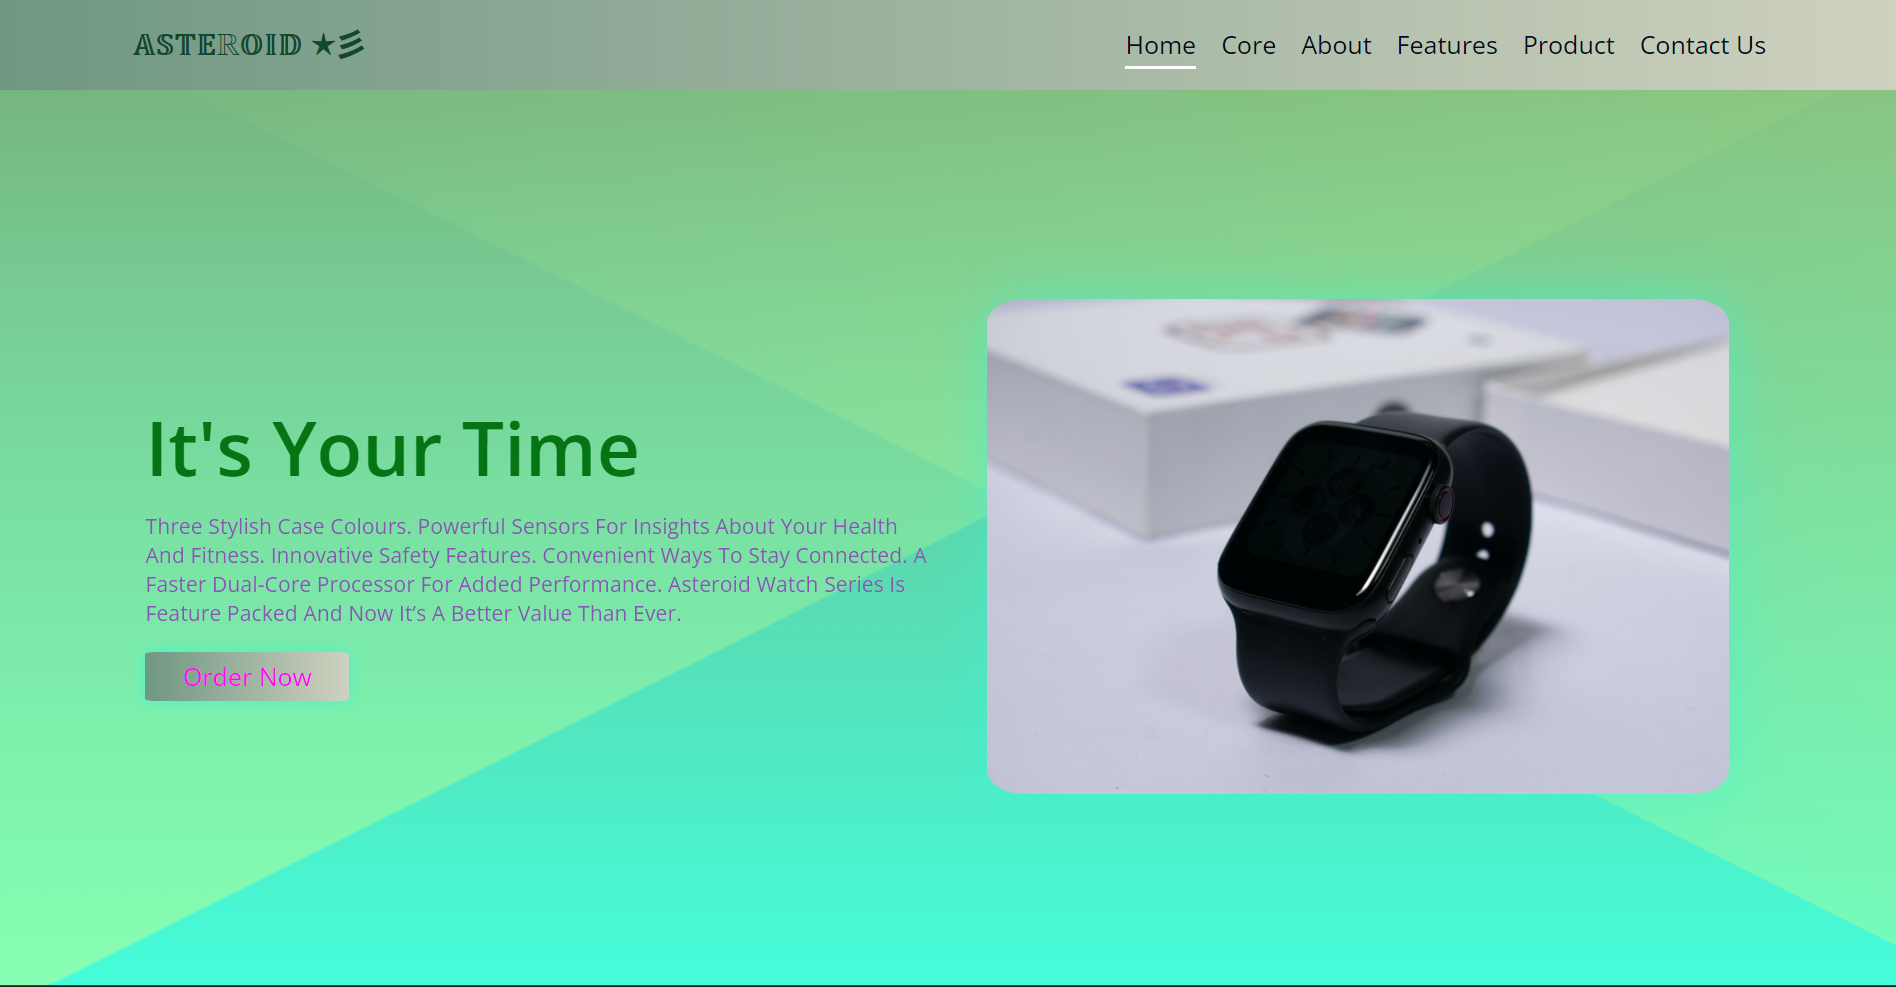 𝔸𝕊𝕋𝔼ℝ𝕆𝕀𝔻 ★彡
Home Core About Features Product Contact Us
It's Your Time
Three Stylish Case Colours. Powerful Sensors For Insights About Your Health
And Fitness. Innovative Safety Features. Convenient Ways To Stay Connected. A
Faster Dual-Core Processor For Added Performance. Asteroid Watch Series Is
Feature Packed And Now It’s A Better Value Than Ever.
Order Now